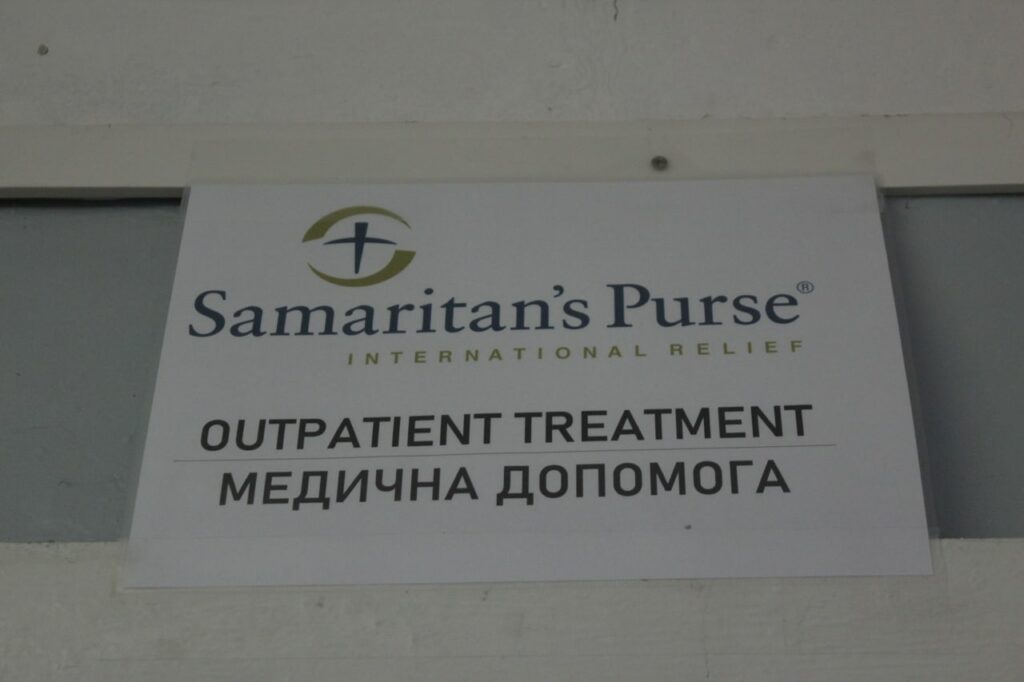 Samaritan's Purse®
INTERNATIONAL RELIEF
OUTPATIENT TREATMENT
МЕДИЧНА ДОПОМОГА